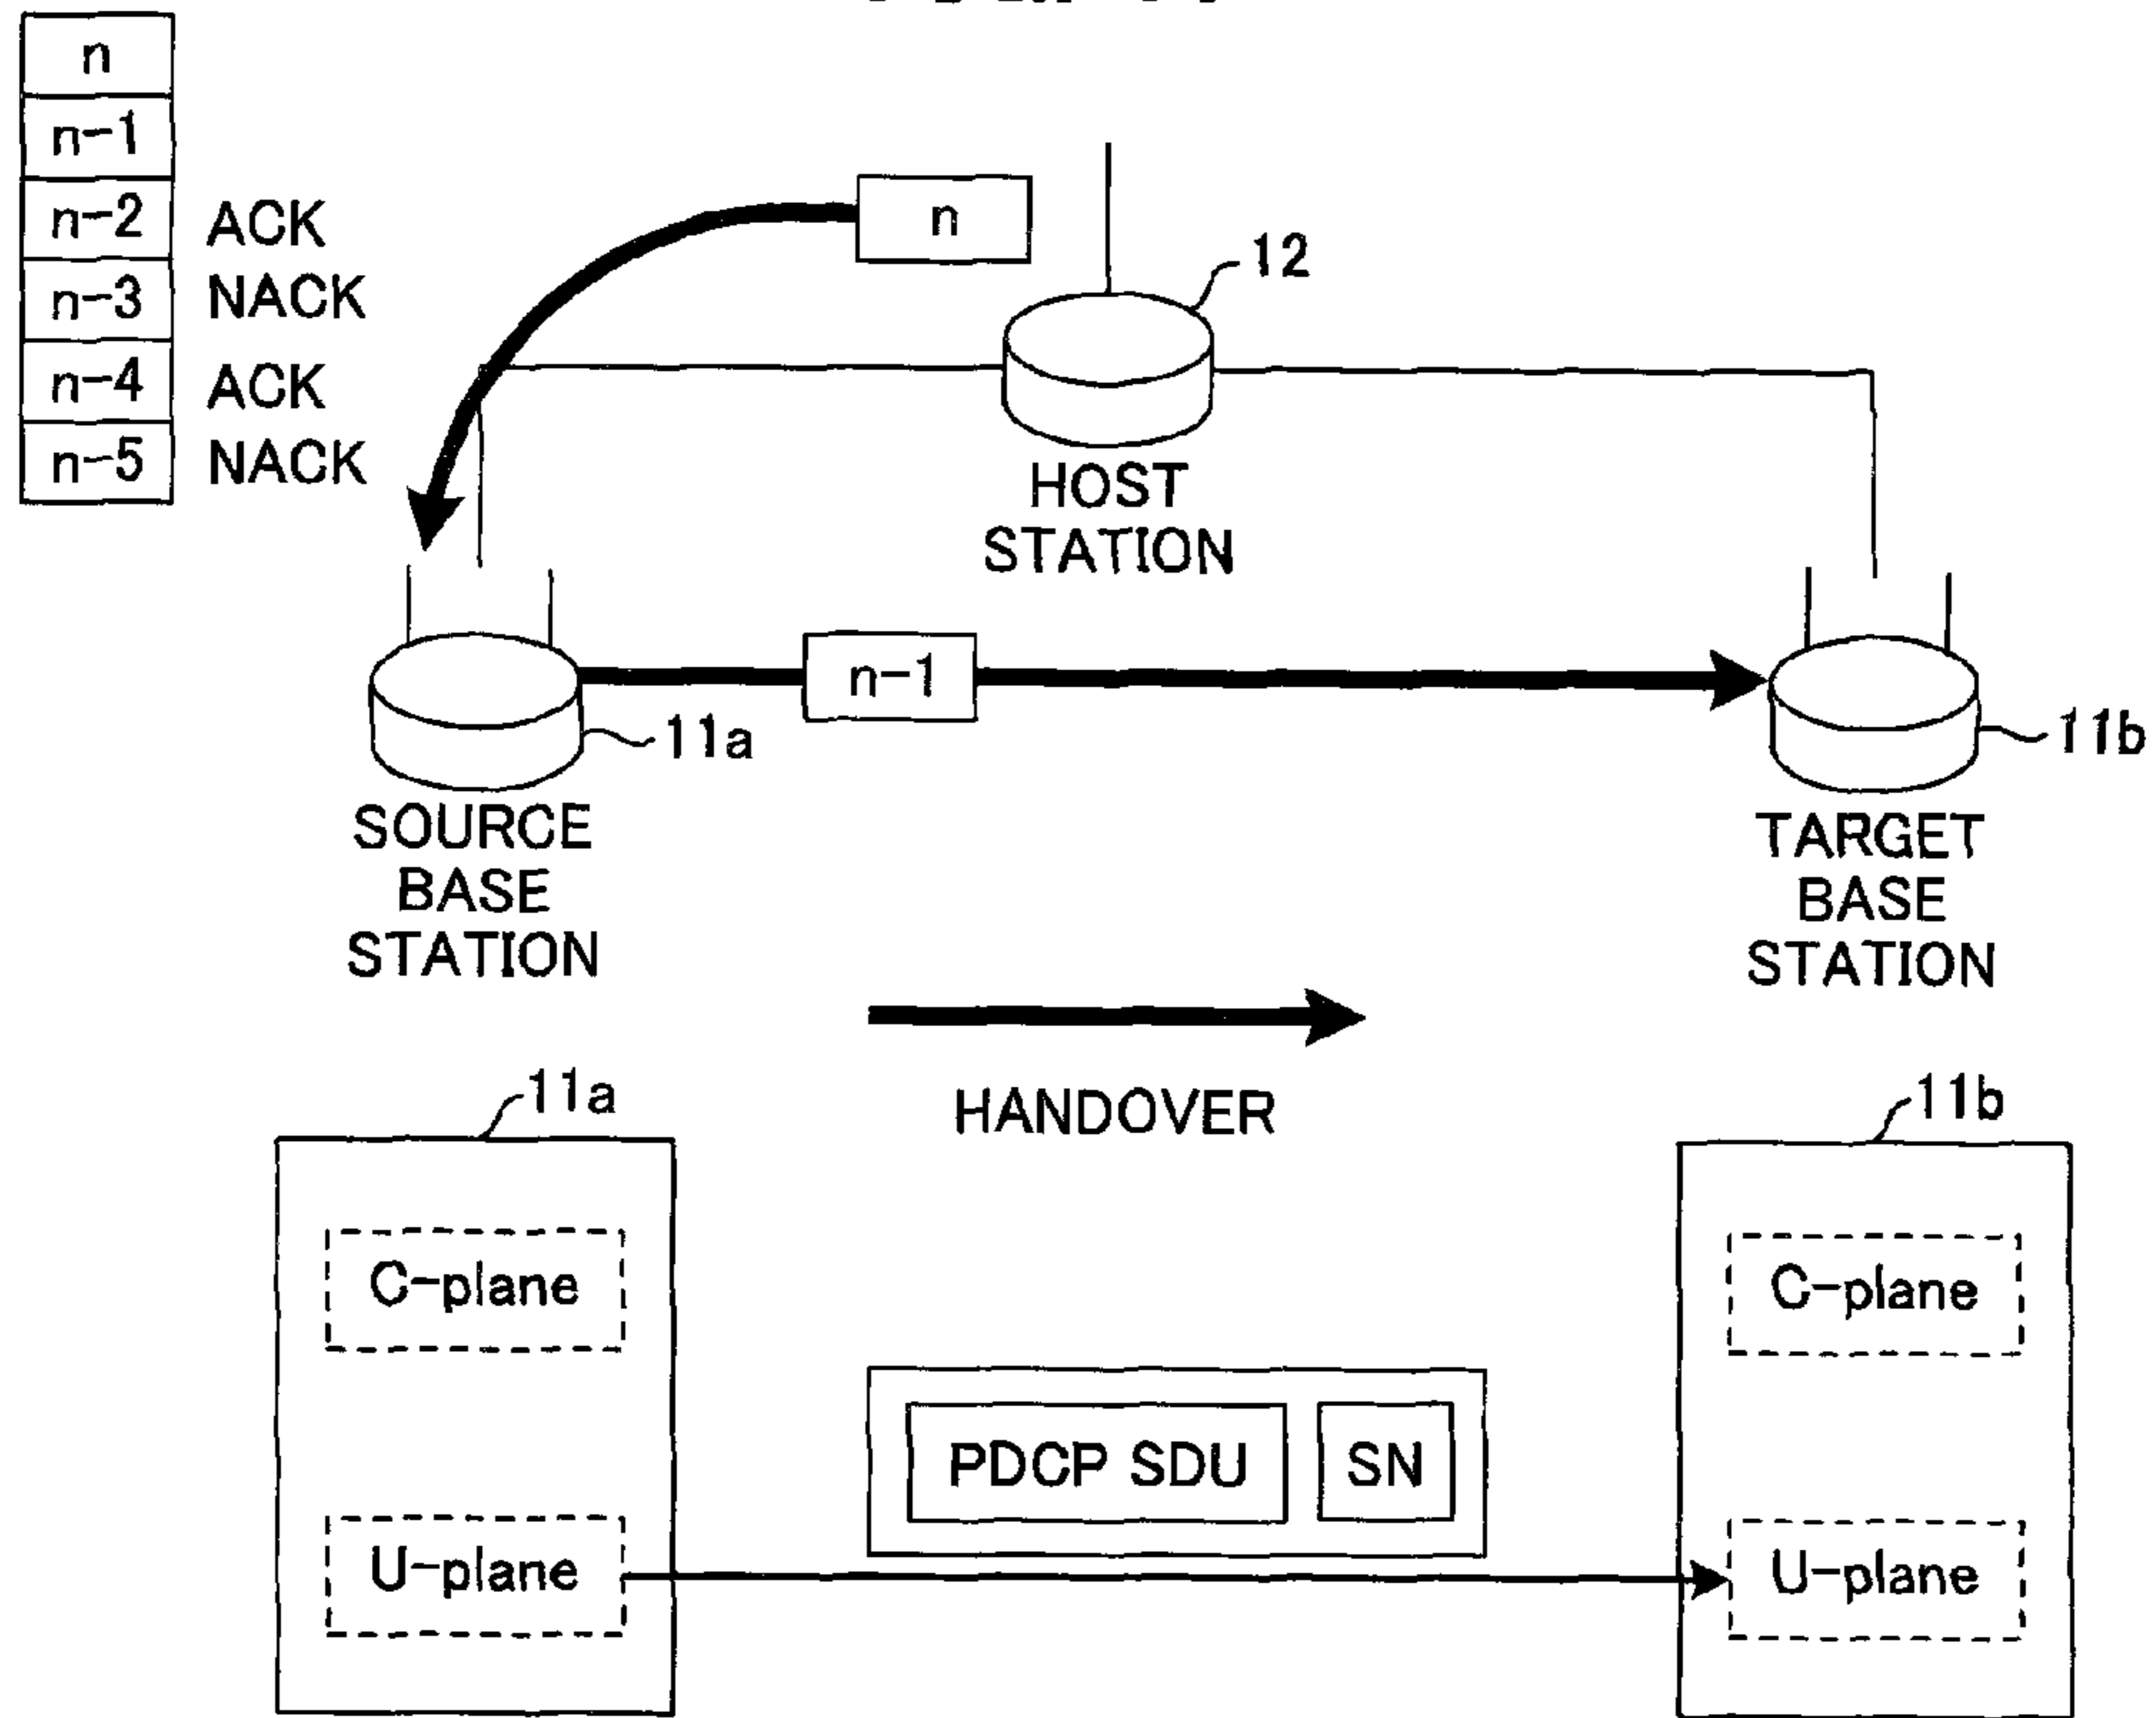 n
n-1
n-2 ACK
n-3 NACK
n-4 ACK
n-5 NACK
n
12
HOST
STATION
n-1
11a
11b
SOURCE
BASE
STATION
TARGET
BASE
STATION
HANDOVER
11a
11b
C-plane
C-plane
PDCP SDU SN
U-plane
U-plane